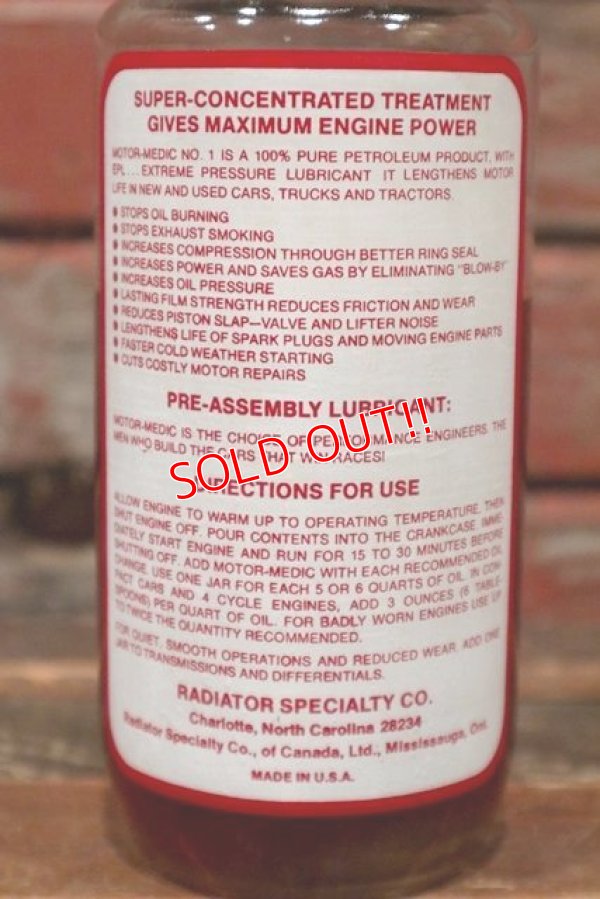 SUPER-CONCENTRATED TREATMENT
GIVES MAXIMUM ENGINE POWER
MOTOR-MEDIC NO. 1 IS A 100% PURE PETROLEUM PRODUCT, WITH
EPL... EXTREME PRESSURE LUBRICANT IT LENGTHENS MOTOR
LIFE IN NEW AND USED CARS, TRUCKS AND TRACTORS.
• STOPS OIL BURNING
• STOPS EXHAUST SMOKING
• INCREASES COMPRESSION THROUGH BETTER RING SEAL
• INCREASES POWER AND SAVES GAS BY ELIMINATING "BLOW-BY"
• INCREASES OIL PRESSURE
• LASTING FILM STRENGTH REDUCES FRICTION AND WEAR
• REDUCES PISTON SLAP—VALVE AND LIFTER NOISE
• LENGTHENS LIFE OF SPARK PLUGS AND MOVING ENGINE PARTS
• FASTER COLD WEATHER STARTING
• CUTS COSTLY MOTOR REPAIRS
PRE-ASSEMBLY LUBRICANT:
MOTOR-MEDIC IS THE CHOICE OF PERFORMANCE ENGINEERS. THE
MEN WHO BUILD THE CARS THAT WIN RACES!
SOLD OUT!!
DIRECTIONS FOR USE
ALLOW ENGINE TO WARM UP TO OPERATING TEMPERATURE, THEN
SHUT ENGINE OFF. POUR CONTENTS INTO THE CRANKCASE IMME-
DIATELY START ENGINE AND RUN FOR 15 TO 30 MINUTES BEFORE
SHUTTING OFF. ADD MOTOR-MEDIC WITH EACH RECOMMENDED OIL
CHANGE. USE ONE JAR FOR EACH 5 OR 6 QUARTS OF OIL. IN COM-
PACT CARS AND 4 CYCLE ENGINES, ADD 3 OUNCES (6 TABLE-
SPOONS) PER QUART OF OIL. FOR BADLY WORN ENGINES USE UP
TO TWICE THE QUANTITY RECOMMENDED.
FOR QUIET, SMOOTH OPERATIONS AND REDUCED WEAR, ADD ONE
JAR TO TRANSMISSIONS AND DIFFERENTIALS.
RADIATOR SPECIALTY CO.
Charlotte, North Carolina 28234
Radiator Specialty Co., of Canada, Ltd., Mississauga, Ont.
MADE IN U.S.A.